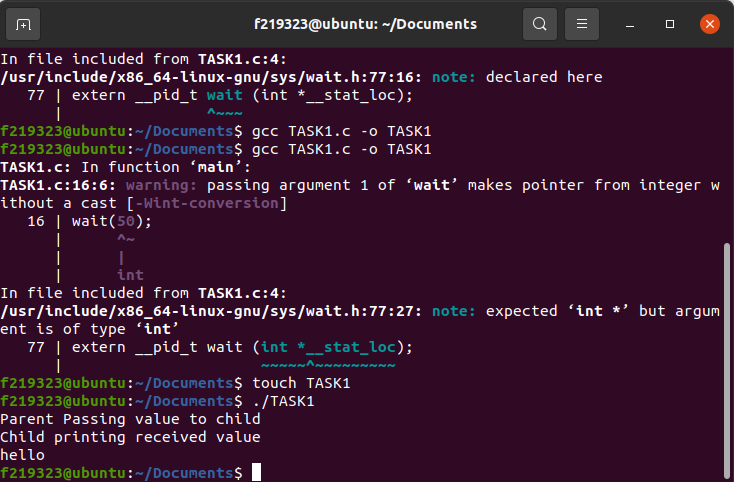 f219323@ubuntu: ~/Documents
In file included from TASK1.c:4:
/usr/include/x86_64-linux-gnu/sys/wait.h:77:16: note: declared here
   77 | extern __pid_t wait (int *__stat_loc);
      |                ^~~~
f219323@ubuntu:~/Documents$ gcc TASK1.c -o TASK1
f219323@ubuntu:~/Documents$ gcc TASK1.c -o TASK1
TASK1.c: In function ‘main’:
TASK1.c:16:6: warning: passing argument 1 of ‘wait’ makes pointer from integer w
ithout a cast [-Wint-conversion]
   16 | wait(50);
      |      ^~
      |      |
      |      int
In file included from TASK1.c:4:
/usr/include/x86_64-linux-gnu/sys/wait.h:77:27: note: expected ‘int *’ but argum
ent is of type ‘int’
   77 | extern __pid_t wait (int *__stat_loc);
      |                      ~~~~~^~~~~~~~~~
f219323@ubuntu:~/Documents$ touch TASK1
f219323@ubuntu:~/Documents$ ./TASK1
Parent Passing value to child
Child printing received value
hello
f219323@ubuntu:~/Documents$